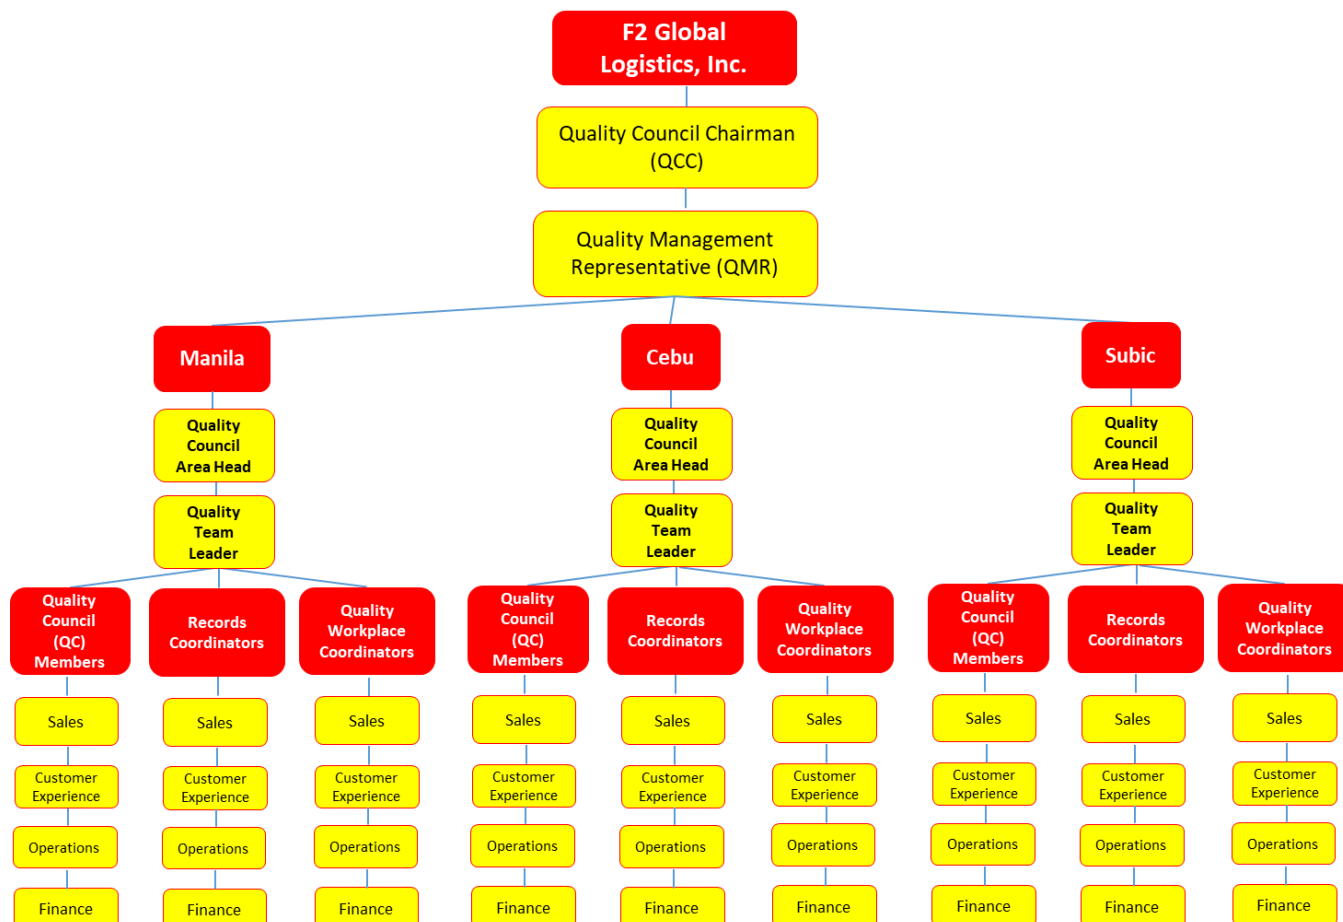 F2 Global
Logistics, Inc.
Quality Council Chairman
(QCC)
Quality Management
Representative (QMR)
Manila
Cebu
Subic
Quality
Council
Area Head
Quality
Council
Area Head
Quality
Council
Area Head
Quality
Team
Leader
Quality
Team
Leader
Quality
Team
Leader
Quality
Council
(QC)
Members
Records
Coordinators
Quality
Workplace
Coordinators
Quality
Council
(QC)
Members
Records
Coordinators
Quality
Workplace
Coordinators
Quality
Council
(QC)
Members
Records
Coordinators
Quality
Workplace
Coordinators
Sales
Sales
Sales
Sales
Sales
Sales
Sales
Sales
Sales
Customer
Experience
Customer
Experience
Customer
Experience
Customer
Experience
Customer
Experience
Customer
Experience
Customer
Experience
Customer
Experience
Customer
Experience
Operations
Operations
Operations
Operations
Operations
Operations
Operations
Operations
Operations
Finance
Finance
Finance
Finance
Finance
Finance
Finance
Finance
Finance